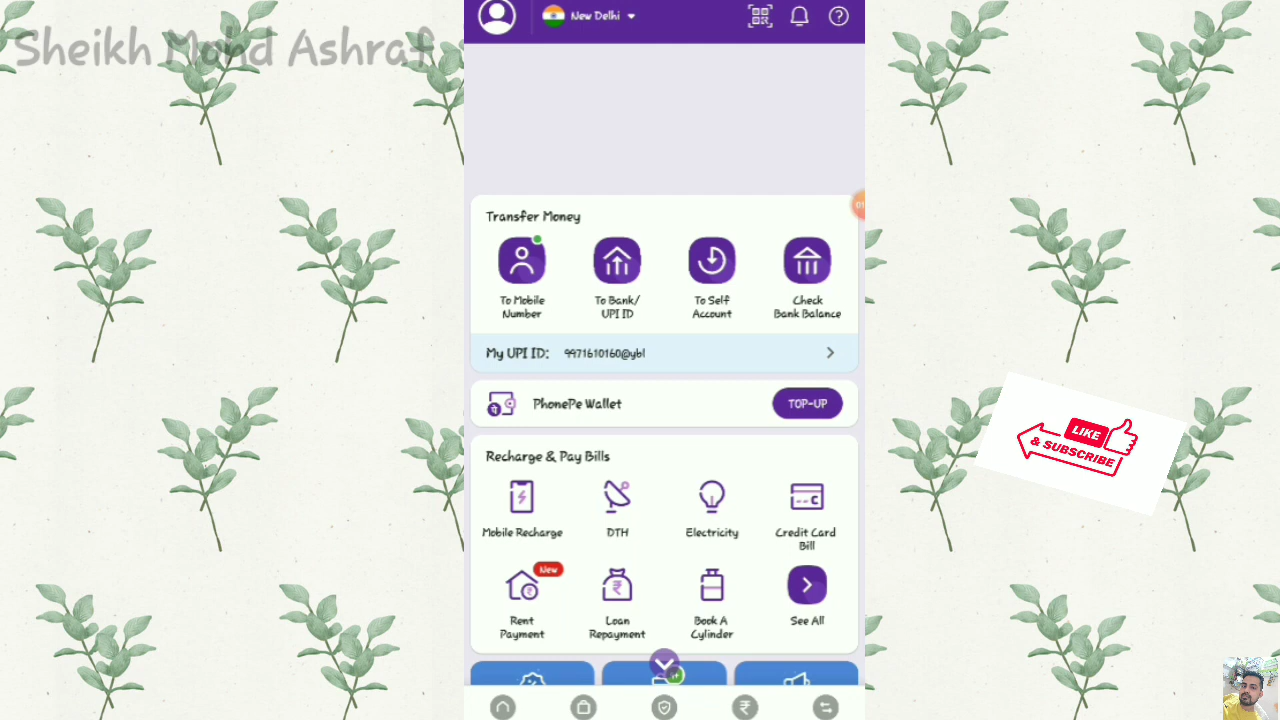 Sheikh Mohd Ashraf
New Delhi
Transfer Money
To Mobile Number
To Bank/ UPI ID
To Self Account
Check Bank Balance
My UPI ID: 9971610160@ybl
PhonePe Wallet
TOP-UP
Recharge & Pay Bills
Mobile Recharge
DTH
Electricity
Credit Card Bill
New
Rent Payment
Loan Repayment
Book A Cylinder
See All
LIKE
& SUBSCRIBE